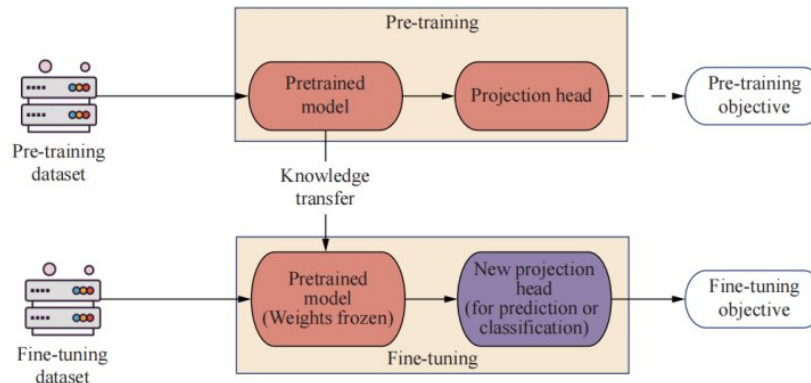 Pre-training
Pretrained
model
Projection head
Pre-training
objective
Pre-training
dataset
Knowledge
transfer
Pretrained
model
(Weights frozen)
New projection
head
(for prediction or
classification)
Fine-tuning
objective
Fine-tuning
dataset
Fine-tuning